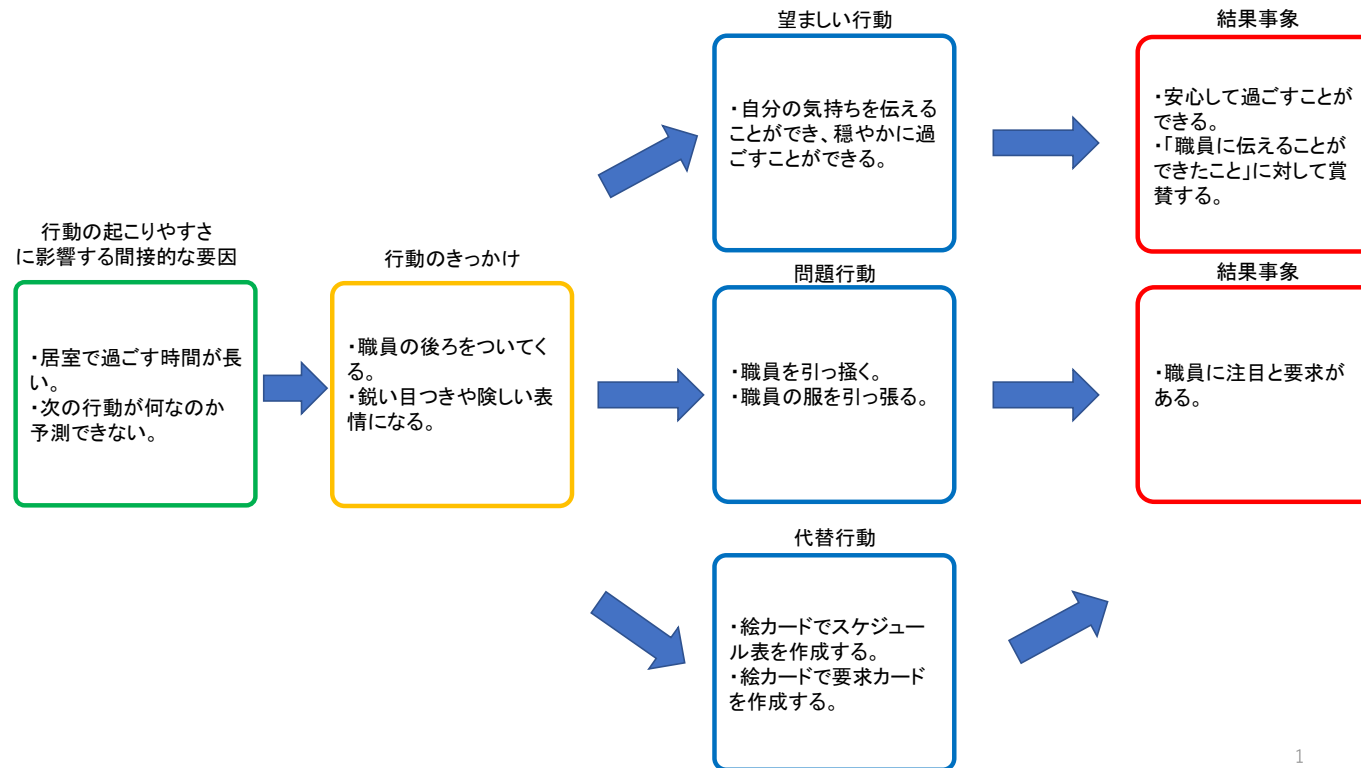 望ましい行動
・自分の気持ちを伝える
ことができ、穏やかに過
ごすことができる。
結果事象
・安心して過ごすことが
できる。
・「職員に伝えることが
できたこと」に対して賞
賛する。
行動の起こりやすさ
に影響する間接的な要因
・居室で過ごす時間が長
い。
・次の行動が何なのか
予測できない。
行動のきっかけ
・職員の後ろをついてく
る。
・鋭い目つきや険しい表
情になる。
問題行動
・職員を引っ掻く。
・職員の服を引っ張る。
結果事象
・職員に注目と要求が
ある。
代替行動
・絵カードでスケジュー
ル表を作成する。
・絵カードで要求カード
を作成する。
1